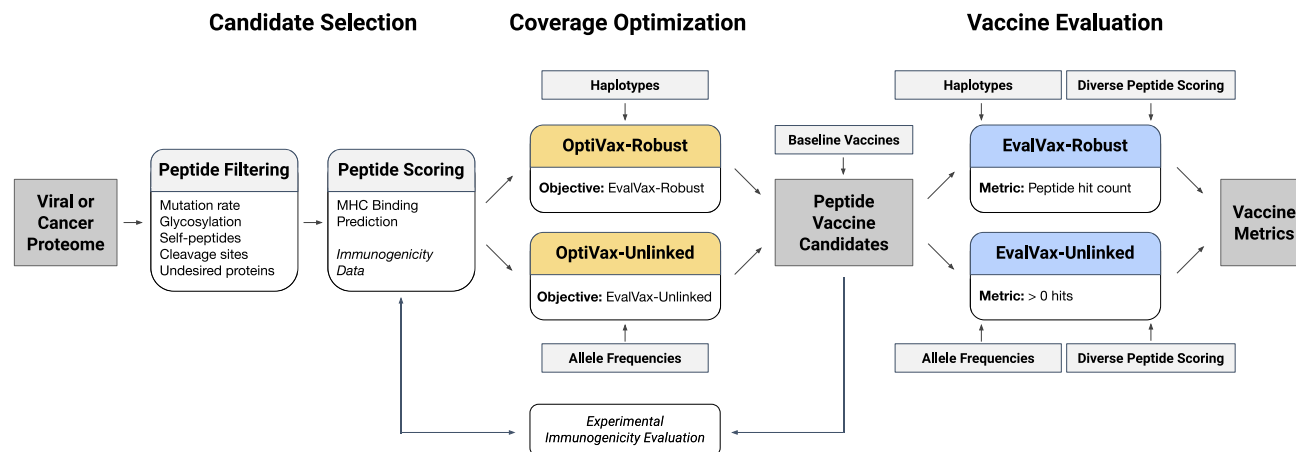 Candidate Selection
Coverage Optimization
Vaccine Evaluation
Viral or
Cancer
Proteome
Peptide Filtering
Mutation rate
Glycosylation
Self-peptides
Cleavage sites
Undesired proteins
Peptide Scoring
MHC Binding
Prediction
Immunogenicity
Data
Haplotypes
OptiVax-Robust
Objective: EvalVax-Robust
OptiVax-Unlinked
Objective: EvalVax-Unlinked
Allele Frequencies
Experimental
Immunogenicity Evaluation
Baseline Vaccines
Peptide
Vaccine
Candidates
Haplotypes
Diverse Peptide Scoring
EvalVax-Robust
Metric: Peptide hit count
EvalVax-Unlinked
Metric: > 0 hits
Allele Frequencies
Diverse Peptide Scoring
Vaccine
Metrics